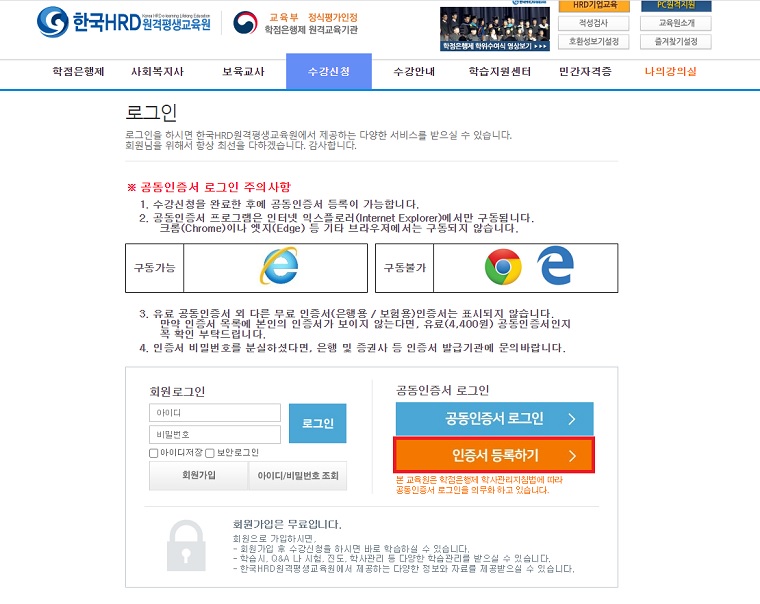 한국HRD원격평생교육원
교육부 정식평가인정
학점은행제 원격교육기관
학점은행제 학위수여식 영상보기 ▸▸▸
HRD기업교육
적성검사
호환성보기설정
PC원격지원
교육원소개
즐겨찾기설정
학점은행제 사회복지사 보육교사 수강신청 수강안내 학습지원센터 민간자격증 나의강의실
로그인
로그인을 하시면 한국HRD원격평생교육원에서 제공하는 다양한 서비스를 받으실 수 있습니다.
회원님을 위해서 항상 최선을 다하겠습니다. 감사합니다.
※ 공동인증서 로그인 주의사항
1. 수강신청을 완료한 후에 공동인증서 등록이 가능합니다.
2. 공동인증서 프로그램은 인터넷 익스플로러(Internet Explorer)에서만 구동됩니다.
크롬(Chrome)이나 엣지(Edge) 등 기타 브라우저에서는 구동되지 않습니다.
구동가능
구동불가
3. 유료 공동인증서 외 다른 무료 인증서(은행용 / 보험용)인증서는 표시되지 않습니다.
만약 인증서 목록에 본인의 인증서가 보이지 않는다면, 유료(4,400원) 공동인증서인지
꼭 확인 부탁드립니다.
4. 인증서 비밀번호를 분실하셨다면, 은행 및 증권사 등 인증서 발급기관에 문의바랍니다.
회원로그인
아이디
비밀번호
로그인
아이디저장 보안로그인
회원가입
아이디/비밀번호 조회
공동인증서 로그인
공동인증서 로그인
인증서 등록하기
본 교육원은 학점은행제 학사관리지침법에 따라
공동인증서 로그인을 의무화 하고 있습니다.
회원가입은 무료입니다.
회원으로 가입하시면,
- 회원가입 후 수강신청을 하시면 바로 학습하실 수 있습니다.
- 학습시, Q&A 나 시험, 진도, 학사관리 등 다양한 학습관리를 받으실 수 있습니다.
- 한국HRD원격평생교육원에서 제공하는 다양한 정보와 자료를 제공받으실 수 있습니다.